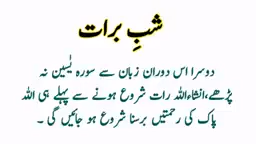 شبِ برات
دوسرا اس دوران زبان سے سورہ یٰسین نہ
پڑھے، انشاءاللہ رات شروع ہونے سے پہلے ہی اللہ
پاک کی رحمتیں برسنا شروع ہو جائیں گی ۔